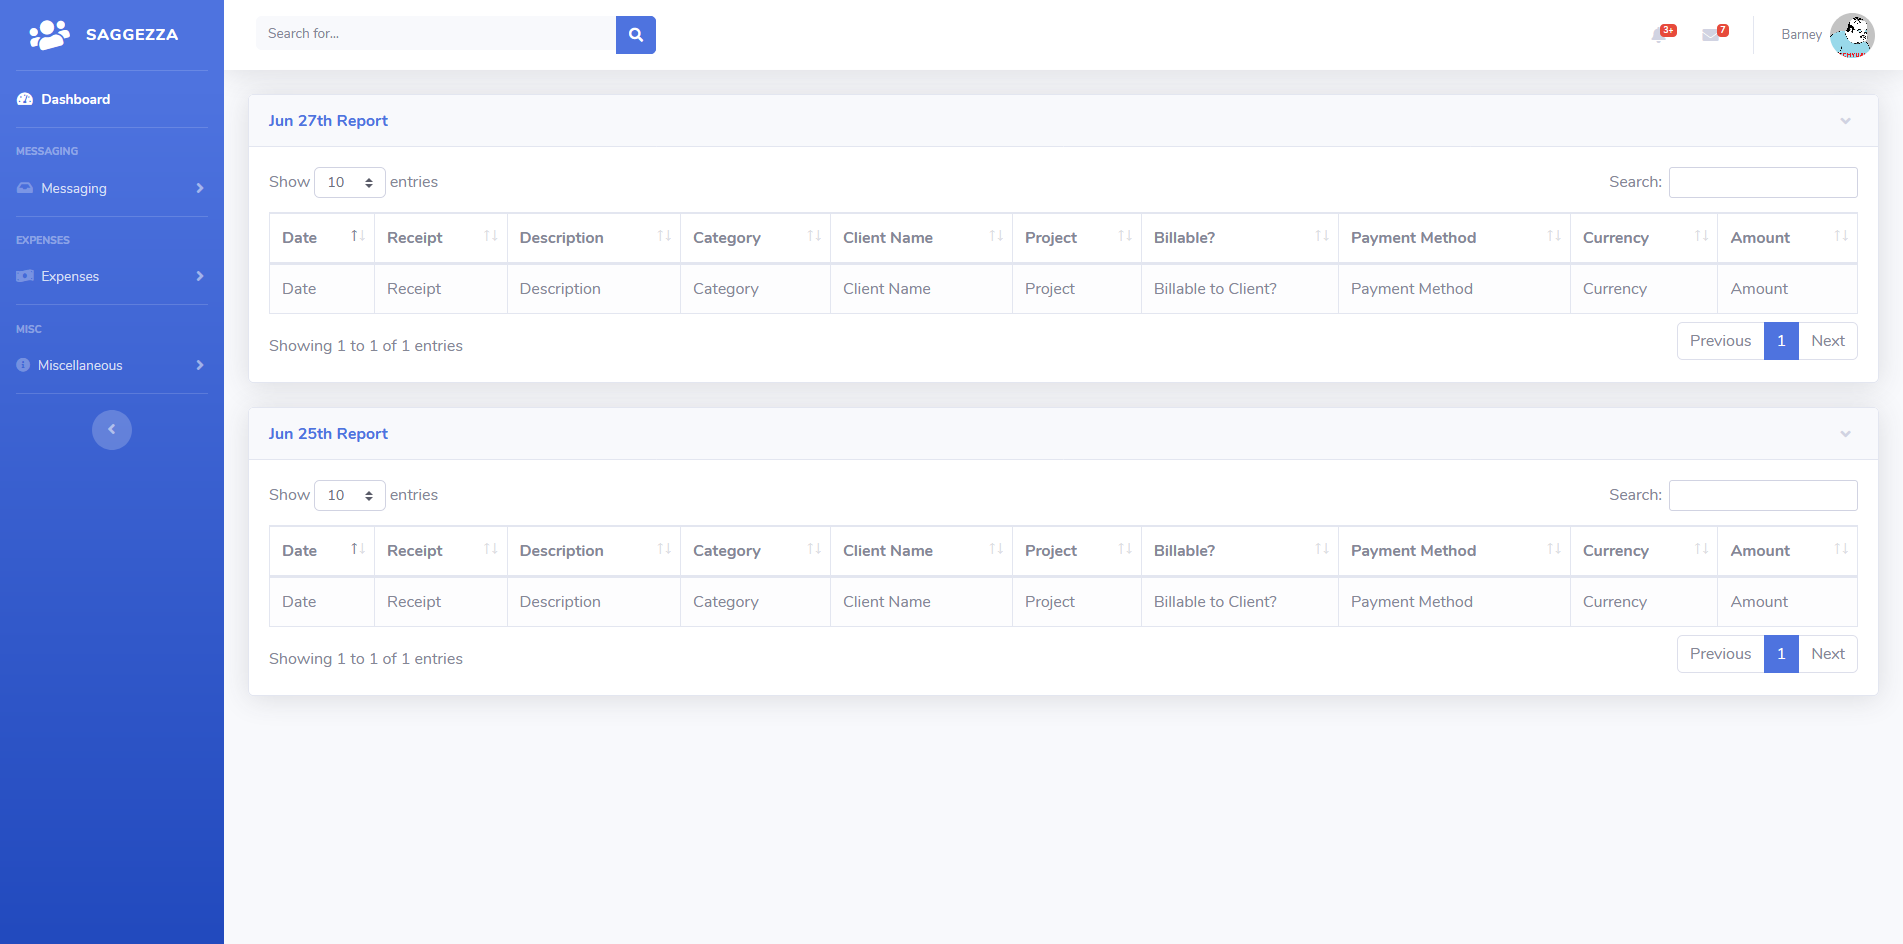 SAGGEZZA
Dashboard
MESSAGING
Messaging
EXPENSES
Expenses
MISC
Miscellaneous
Search for...
3+
7
Barney
Jun 27th Report
Show 10 entries
Search:
Date Receipt Description Category Client Name Project Billable? Payment Method Currency Amount
Date Receipt Description Category Client Name Project Billable to Client? Payment Method Currency Amount
Showing 1 to 1 of 1 entries
Previous 1 Next
Jun 25th Report
Show 10 entries
Search:
Date Receipt Description Category Client Name Project Billable? Payment Method Currency Amount
Date Receipt Description Category Client Name Project Billable to Client? Payment Method Currency Amount
Showing 1 to 1 of 1 entries
Previous 1 Next